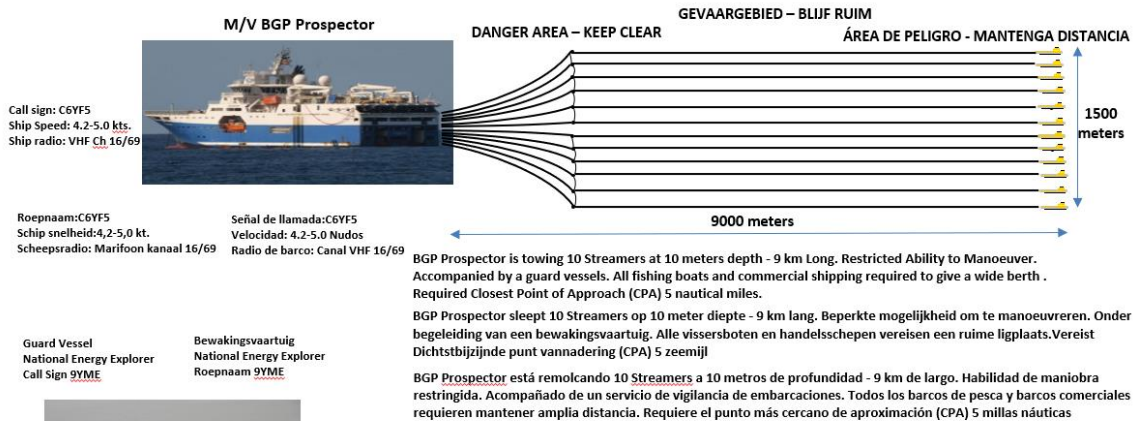 M/V BGP Prospector
GEVAARGEBIED – BLIJF RUIM
DANGER AREA – KEEP CLEAR
ÁREA DE PELIGRO - MANTENGA DISTANCIA
Call sign: C6YF5
Ship Speed: 4.2-5.0 kts.
Ship radio: VHF Ch 16/69
1500
meters
9000 meters
Roepnaam:C6YF5
Schip snelheid:4,2-5,0 kt.
Scheepsradio: Marifoon kanaal 16/69
Señal de llamada:C6YF5
Velocidad: 4.2-5.0 Nudos
Radio de barco: Canal VHF 16/69
BGP Prospector is towing 10 Streamers at 10 meters depth - 9 km Long. Restricted Ability to Manoeuver.
Accompanied by a guard vessels. All fishing boats and commercial shipping required to give a wide berth .
Required Closest Point of Approach (CPA) 5 nautical miles.
BGP Prospector sleept 10 Streamers op 10 meter diepte - 9 km lang. Beperkte mogelijkheid om te manoeuvreren. Onder
begeleiding van een bewakingsvaartuig. Alle vissersboten en handelsschepen vereisen een ruime ligplaats.Vereist
Dichtstbijzijnde punt vannadering (CPA) 5 zeemijl
BGP Prospector está remolcando 10 Streamers a 10 metros de profundidad - 9 km de largo. Habilidad de maniobra
restringida. Acompañado de un servicio de vigilancia de embarcaciones. Todos los barcos de pesca y barcos comerciales
requieren mantener amplia distancia. Requiere el punto más cercano de aproximación (CPA) 5 millas náuticas
Guard Vessel
National Energy Explorer
Call Sign 9YME
Bewakingsvaartuig
National Energy Explorer
Roepnaam 9YME